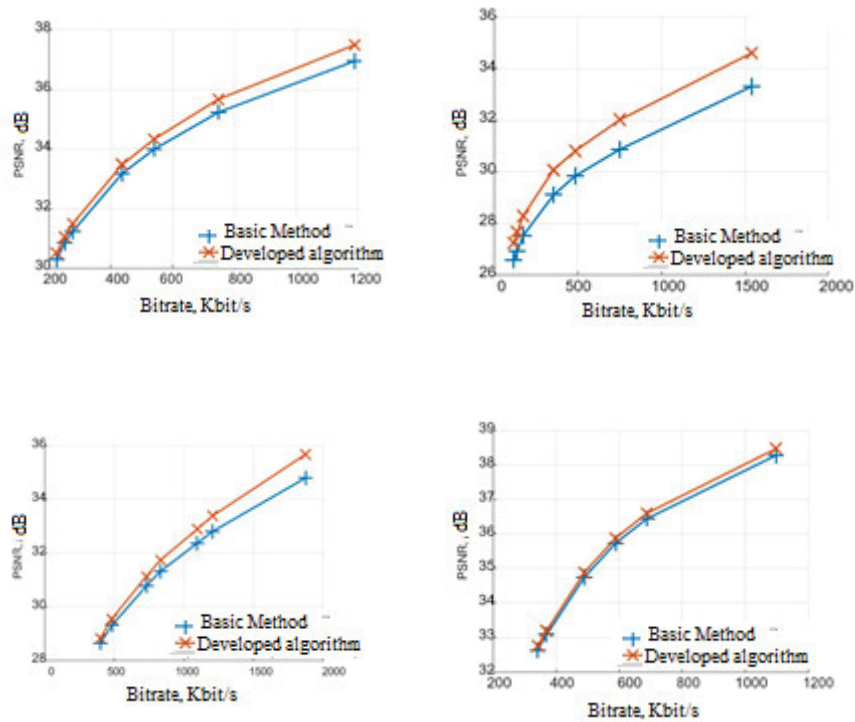 38
36
34
32
30
PSNR, dB
200 400 600 800 1000 1200
Bitrate, Kbit/s
Basic Method
Developed algorithm
36
34
32
30
28
26
PSNR, dB
0 500 1000 1500 2000
Bitrate, Kbit/s
Basic Method
Developed algorithm
36
34
32
30
28
PSNR, dB
0 500 1000 1500 2000
Bitrate, Kbit/s
Basic Method
Developed algorithm
39
38
37
36
35
34
33
32
PSNR, dB
200 400 600 800 1000 1200
Bitrate, Kbit/s
Basic Method
Developed algorithm